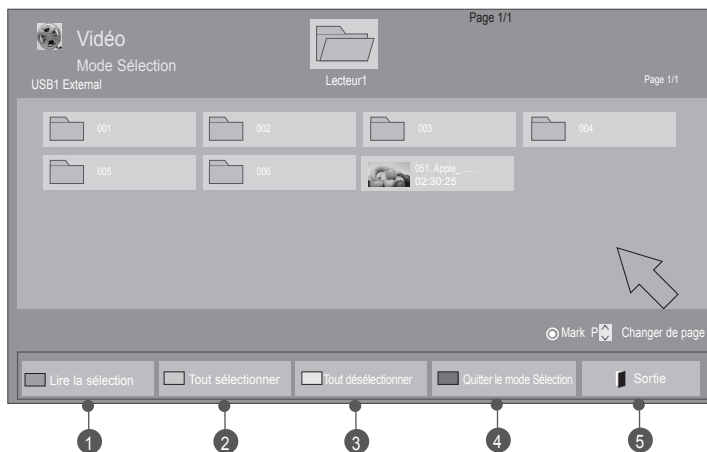 Page 1/1
Vidéo
Mode Sélection
USB1 External
Lecteur1
Page 1/1
001
002
003
004
005
006
051. Apple_ ......
02:30:25
Mark P Changer de page
Lire la sélection
Tout sélectionner
Tout désélectionner
Quitter le mode Sélection
Sortie
1
2
3
4
5